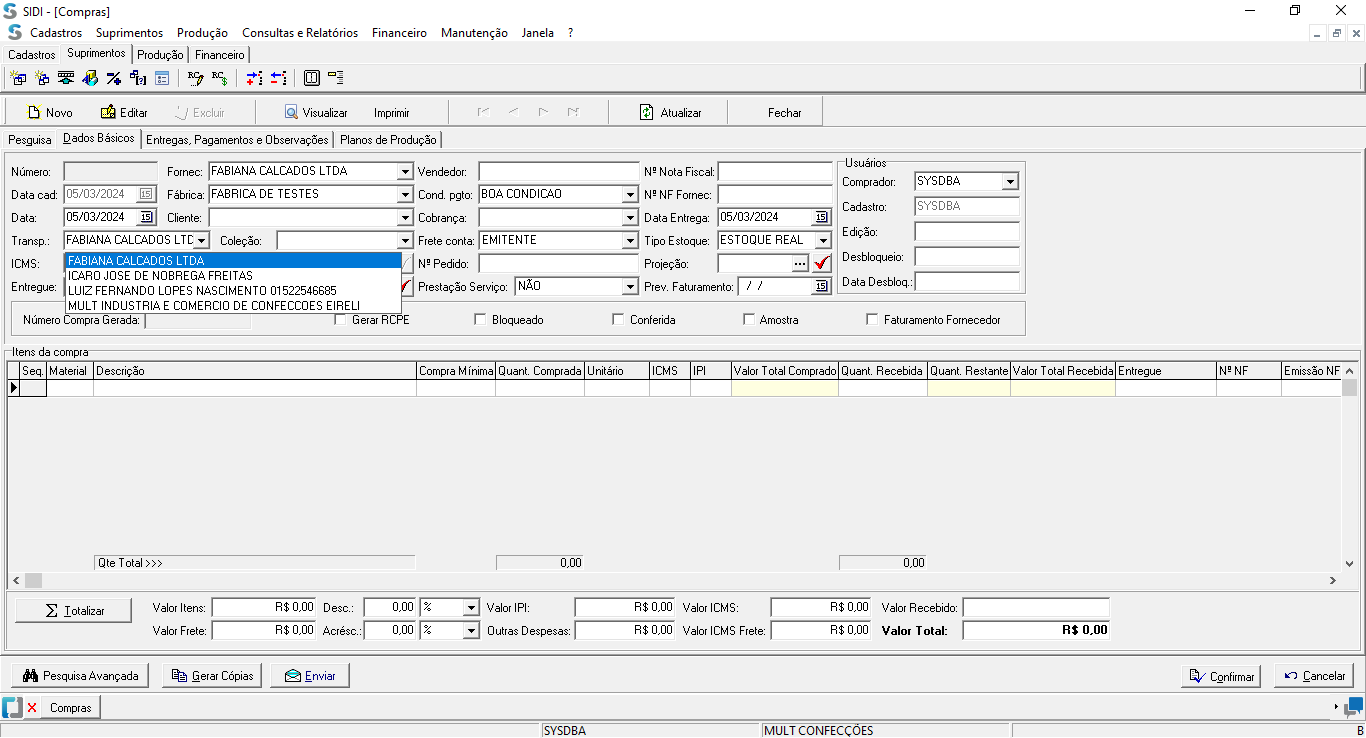 SIDI - [Compras]
Cadastros Suprimentos Produção Consultas e Relatórios Financeiro Manutenção Janela ?
Cadastros Suprimentos Produção Financeiro
Novo Editar Excluir Visualizar Imprimir Atualizar Fechar
Pesquisa Dados Básicos Entregas, Pagamentos e Observações Planos de Produção
Número: Fornec: FABIANA CALCADOS LTDA Vendedor: Nº Nota Fiscal: Usuários
Data cad: 05/03/2024 15 Fábrica: FABRICA DE TESTES Cond. pgto: BOA CONDICAO Nº NF Fornec: Comprador: SYSDBA
Data: 05/03/2024 15 Cliente: Cobrança: Data Entrega: 05/03/2024 15 Cadastro: SYSDBA
Transp.: FABIANA CALCADOS LTC Coleção: Frete conta: EMITENTE Tipo Estoque: ESTOQUE REAL Edição:
ICMS: FABIANA CALCADOS LTDA Nº Pedido: Projeção: ... Desbloqueio:
ICARO JOSE DE NOBREGA FREITAS
Entregue: LUIZ FERNANDO LOPES NASCIMENTO 01522546685 Prestação Serviço: NÃO Prev. Faturamento: / / 15 Data Desbloq.:
MULT INDUSTRIA E COMERCIO DE CONFECCOES EIRELI
Número Compra Gerada: Gerar RCPE Bloqueado Conferida Amostra Faturamento Fornecedor
Itens da compra
Seq. Material Descrição Compra Mínima Quant. Comprada Unitário ICMS IPI Valor Total Comprado Quant. Recebida Quant. Restante Valor Total Recebida Entregue Nº NF Emissão NF
Qte Total >>> 0,00 0,00
Totalizar Valor Itens: R$ 0,00 Desc.: 0,00 % Valor IPI: R$ 0,00 Valor ICMS: R$ 0,00 Valor Recebido:
Valor Frete: R$ 0,00 Acrésc.: 0,00 % Outras Despesas: R$ 0,00 Valor ICMS Frete: R$ 0,00 Valor Total: R$ 0,00
Pesquisa Avançada Gerar Cópias Enviar Confirmar Cancelar
Compras
SYSDBA MULT CONFECÇÕES B